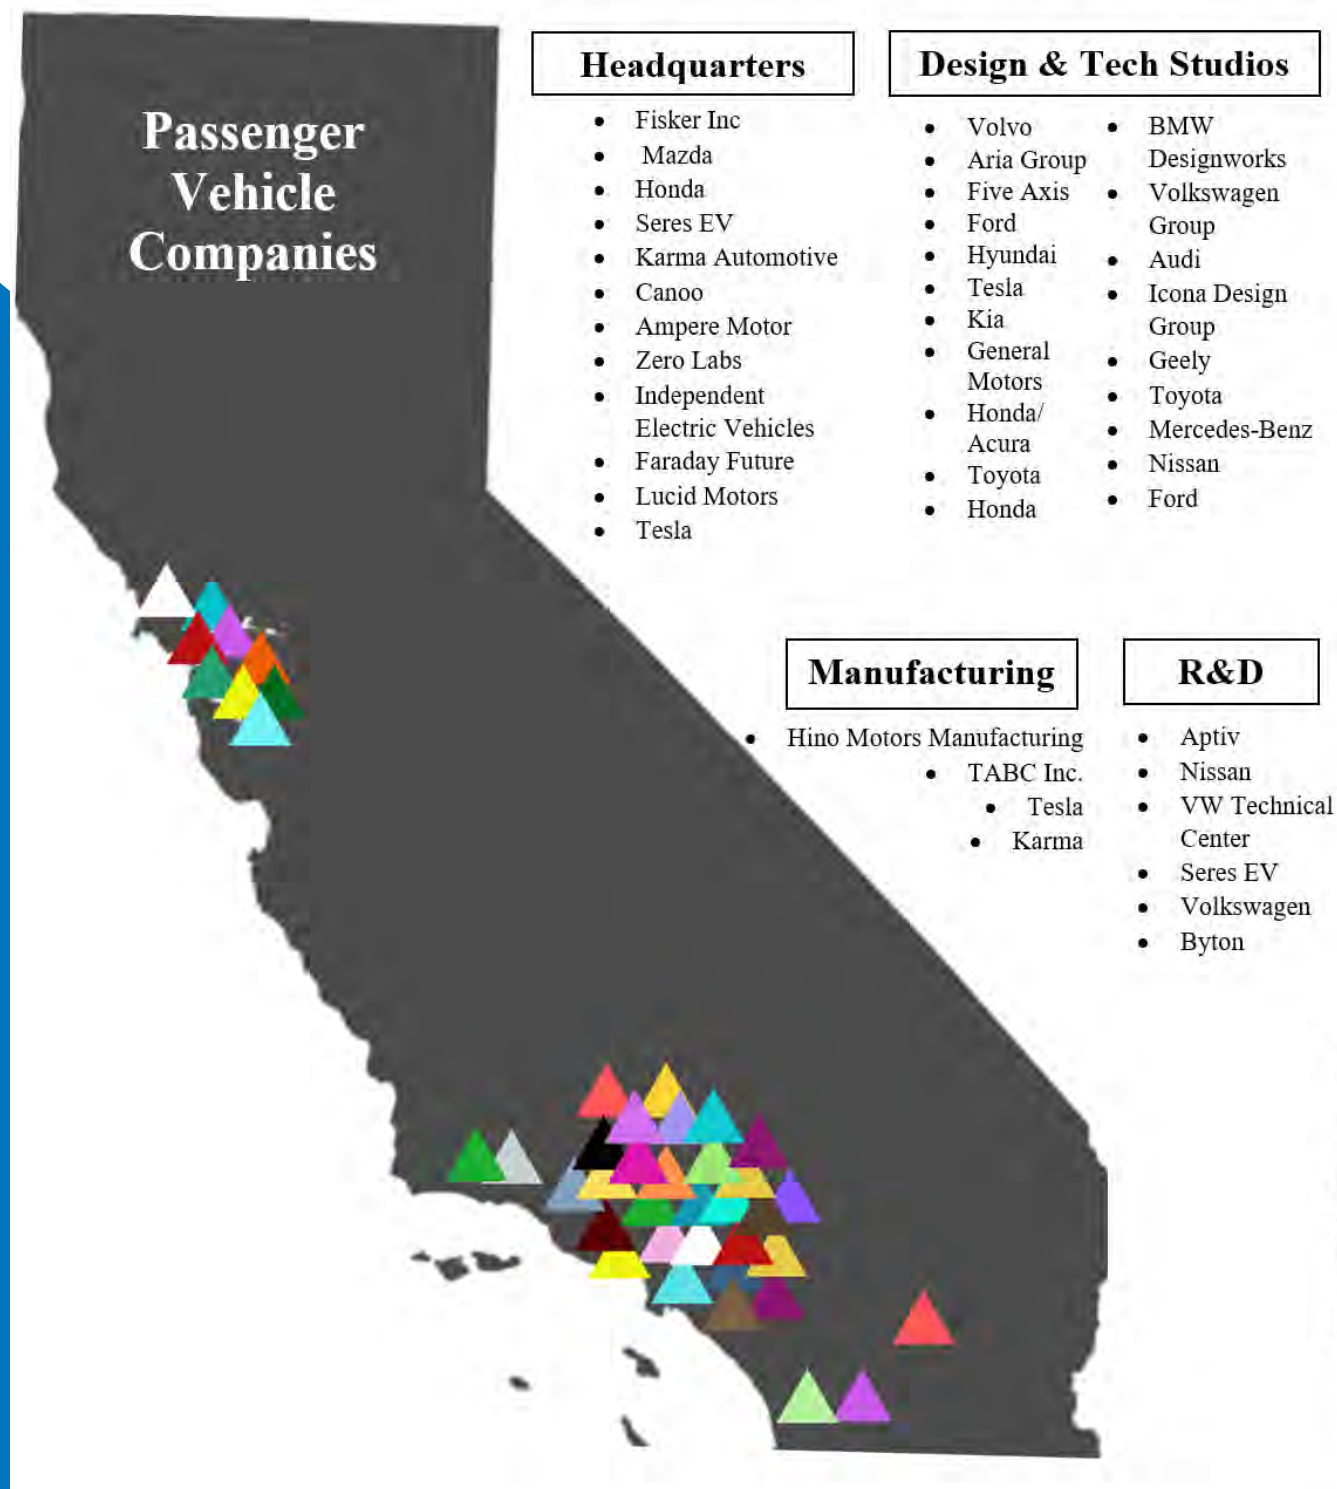 Passenger
Vehicle
Companies
Headquarters
• Fisker Inc
• Mazda
• Honda
• Seres EV
• Karma Automotive
• Canoo
• Ampere Motor
• Zero Labs
• Independent
Electric Vehicles
• Faraday Future
• Lucid Motors
• Tesla
Design & Tech Studios
• Volvo
• Aria Group
• Five Axis
• Ford
• Hyundai
• Tesla
• Kia
• General
Motors
• Honda/
Acura
• Toyota
• Honda
• BMW
Designworks
• Volkswagen
Group
• Audi
• Icona Design
Group
• Geely
• Toyota
• Mercedes-Benz
• Nissan
• Ford
Manufacturing
• Hino Motors Manufacturing
• TABC Inc.
• Tesla
• Karma
R&D
• Aptiv
• Nissan
• VW Technical
Center
• Seres EV
• Volkswagen
• Byton